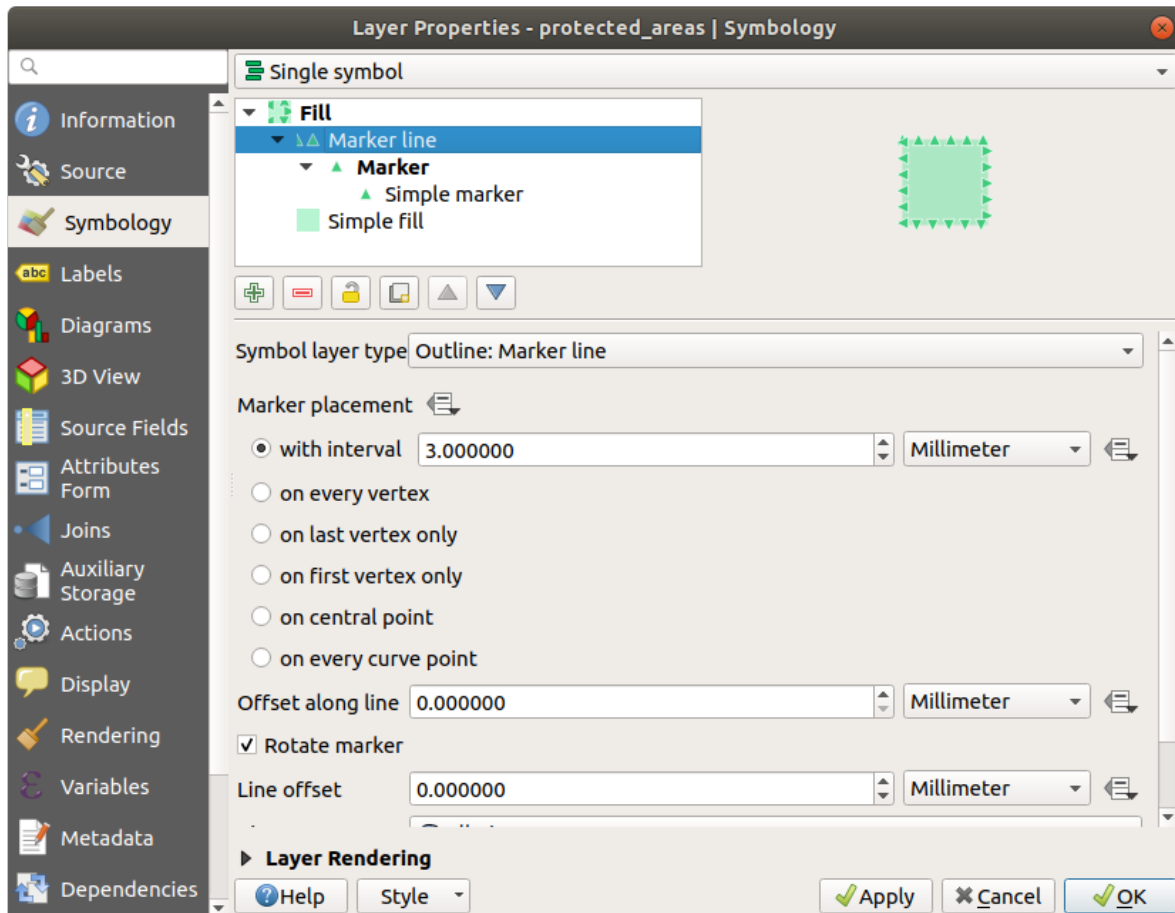 Layer Properties - protected_areas | Symbology
Single symbol
Information
Source
Symbology
abc Labels
Diagrams
3D View
Source Fields
Attributes
Form
Joins
Auxiliary
Storage
Actions
Display
Rendering
Variables
Metadata
Dependencies
Fill
Marker line
Marker
Simple marker
Simple fill
Symbol layer type Outline: Marker line
Marker placement
with interval 3.000000 Millimeter
on every vertex
on last vertex only
on first vertex only
on central point
on every curve point
Offset along line 0.000000 Millimeter
Rotate marker
Line offset 0.000000 Millimeter
Layer Rendering
Help Style Apply Cancel OK